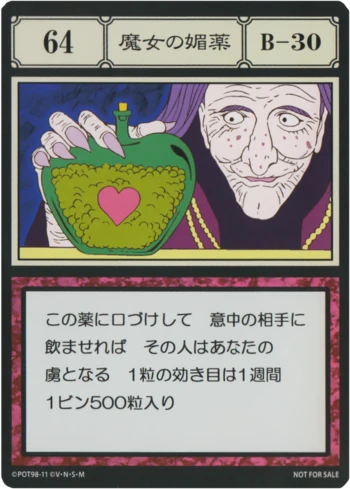 64
魔女の媚薬
B-30
この薬に口づけして　意中の相手に
飲ませれば　その人はあなたの
虜となる　1粒の効き目は1週間
1ビン500粒入り
©POT98-11 ©V・N・S・M
NOT FOR SALE